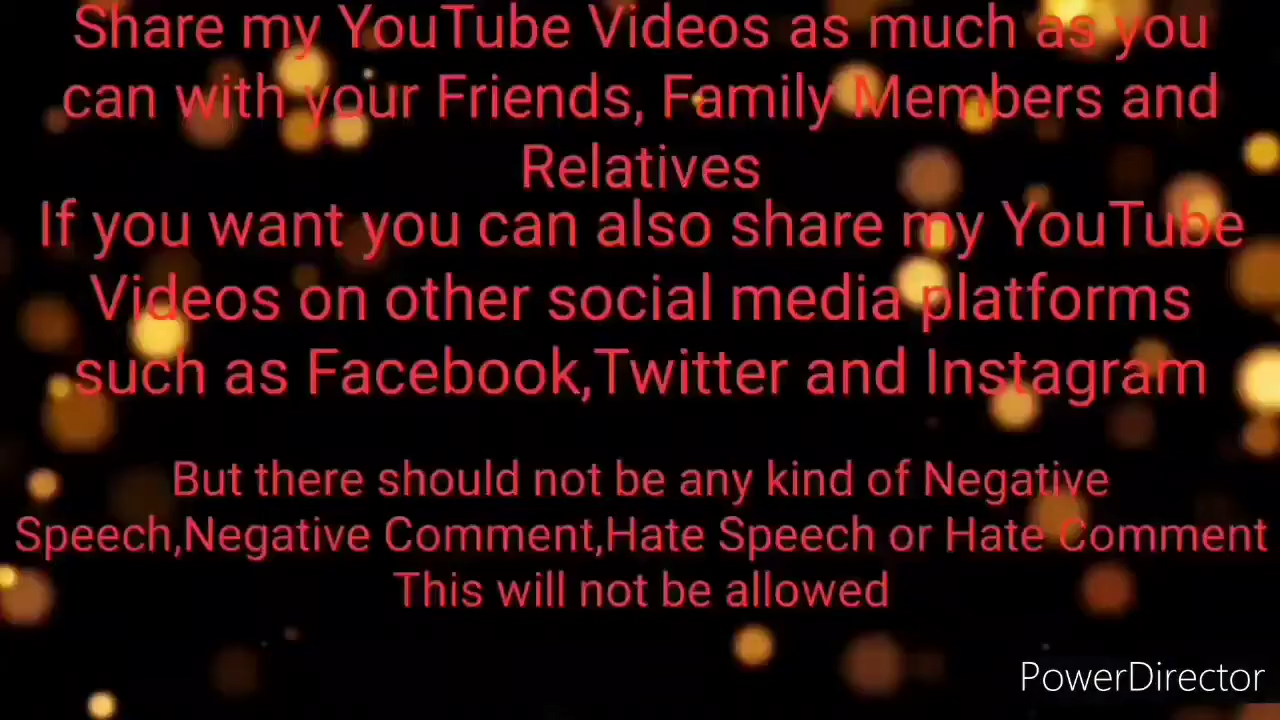 Share my YouTube Videos as much as you
can with your Friends, Family Members and
Relatives
If you want you can also share my YouTube
Videos on other social media platforms
such as Facebook,Twitter and Instagram
But there should not be any kind of Negative
Speech,Negative Comment,Hate Speech or Hate Comment
This will not be allowed
PowerDirector